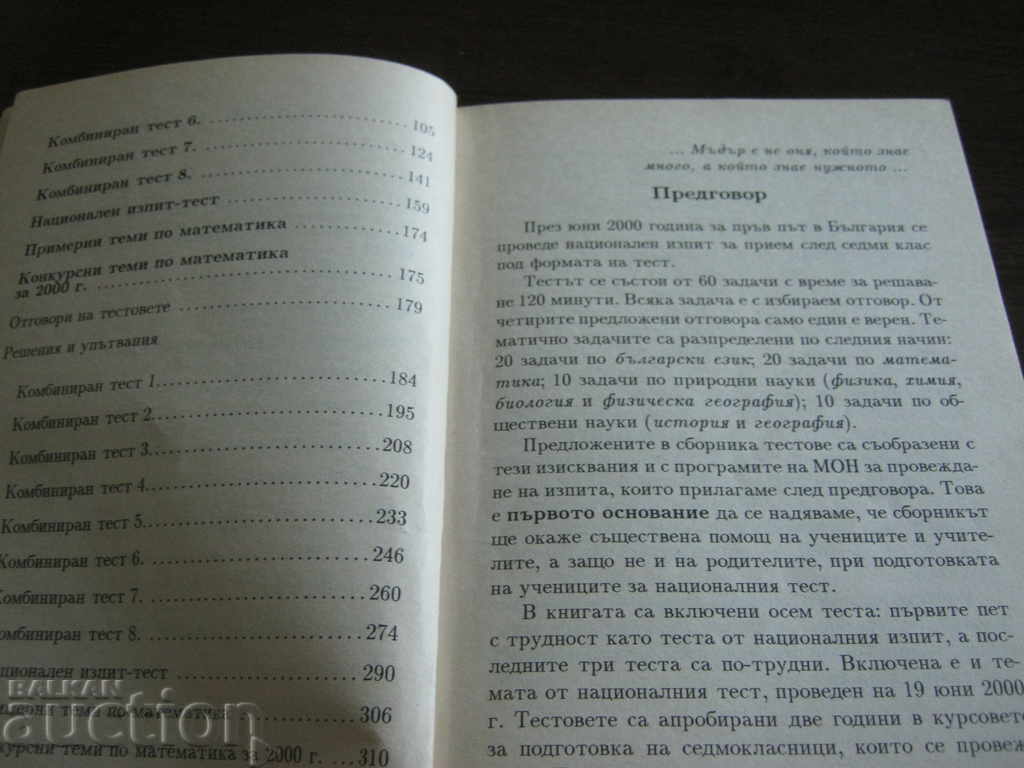 Комбиниран тест 6. .......................... 105
Комбиниран тест 7. .......................... 124
Комбиниран тест 8. .......................... 141
Национален изпит-тест .................... 159
Примерни теми по математика ............ 174
Конкурсни теми по математика
за 2000 г. .................................... 175
Отговори на тестовете ...................... 179
Решения и упътвания
Комбиниран тест 1. .......................... 184
Комбиниран тест 2. .......................... 195
Комбиниран тест 3. .......................... 208
Комбиниран тест 4. .......................... 220
Комбиниран тест 5. .......................... 233
Комбиниран тест 6. .......................... 246
Комбиниран тест 7. .......................... 260
омбиниран тест 8. .......................... 274
ционален изпит-тест .................... 290
мерни теми по математика ............ 306
курсни теми по математика за 2000 г. ... 310
... Мъдър е не оня, който знае
много, а който знае нужното ...
Предговор
През юни 2000 година за пръв път в България се
проведе национален изпит за прием след седми клас
под формата на тест.
Тестът се състои от 60 задачи с време за решава-
не 120 минути. Всяка задача е с избираем отговор. От
четирите предложени отговора само един е верен. Те-
матично задачите са разпределени по следния начин:
20 задачи по български език; 20 задачи по матема-
тика; 10 задачи по природни науки (физика, химия,
биология и физическа география); 10 задачи по об-
ществени науки (история и география).
Предложените в сборника тестове са съобразени с
тези изисквания и с програмите на МОН за провежда-
не на изпита, които прилагаме след предговора. Това
е първото основание да се надяваме, че сборникът
ще окаже съществена помощ на учениците и учите-
лите, а защо не и на родителите, при подготовката
на учениците за националния тест.
В книгата са включени осем теста: първите пет
с трудност като теста от националния изпит, а пос-
ледните три теста са по-трудни. Включена е и те-
мата от националния тест, проведен на 19 юни 2000
г. Тестовете са апробирани две години в курсовете
за подготовка на седмокласници, които се провеж
BALKAN
auction